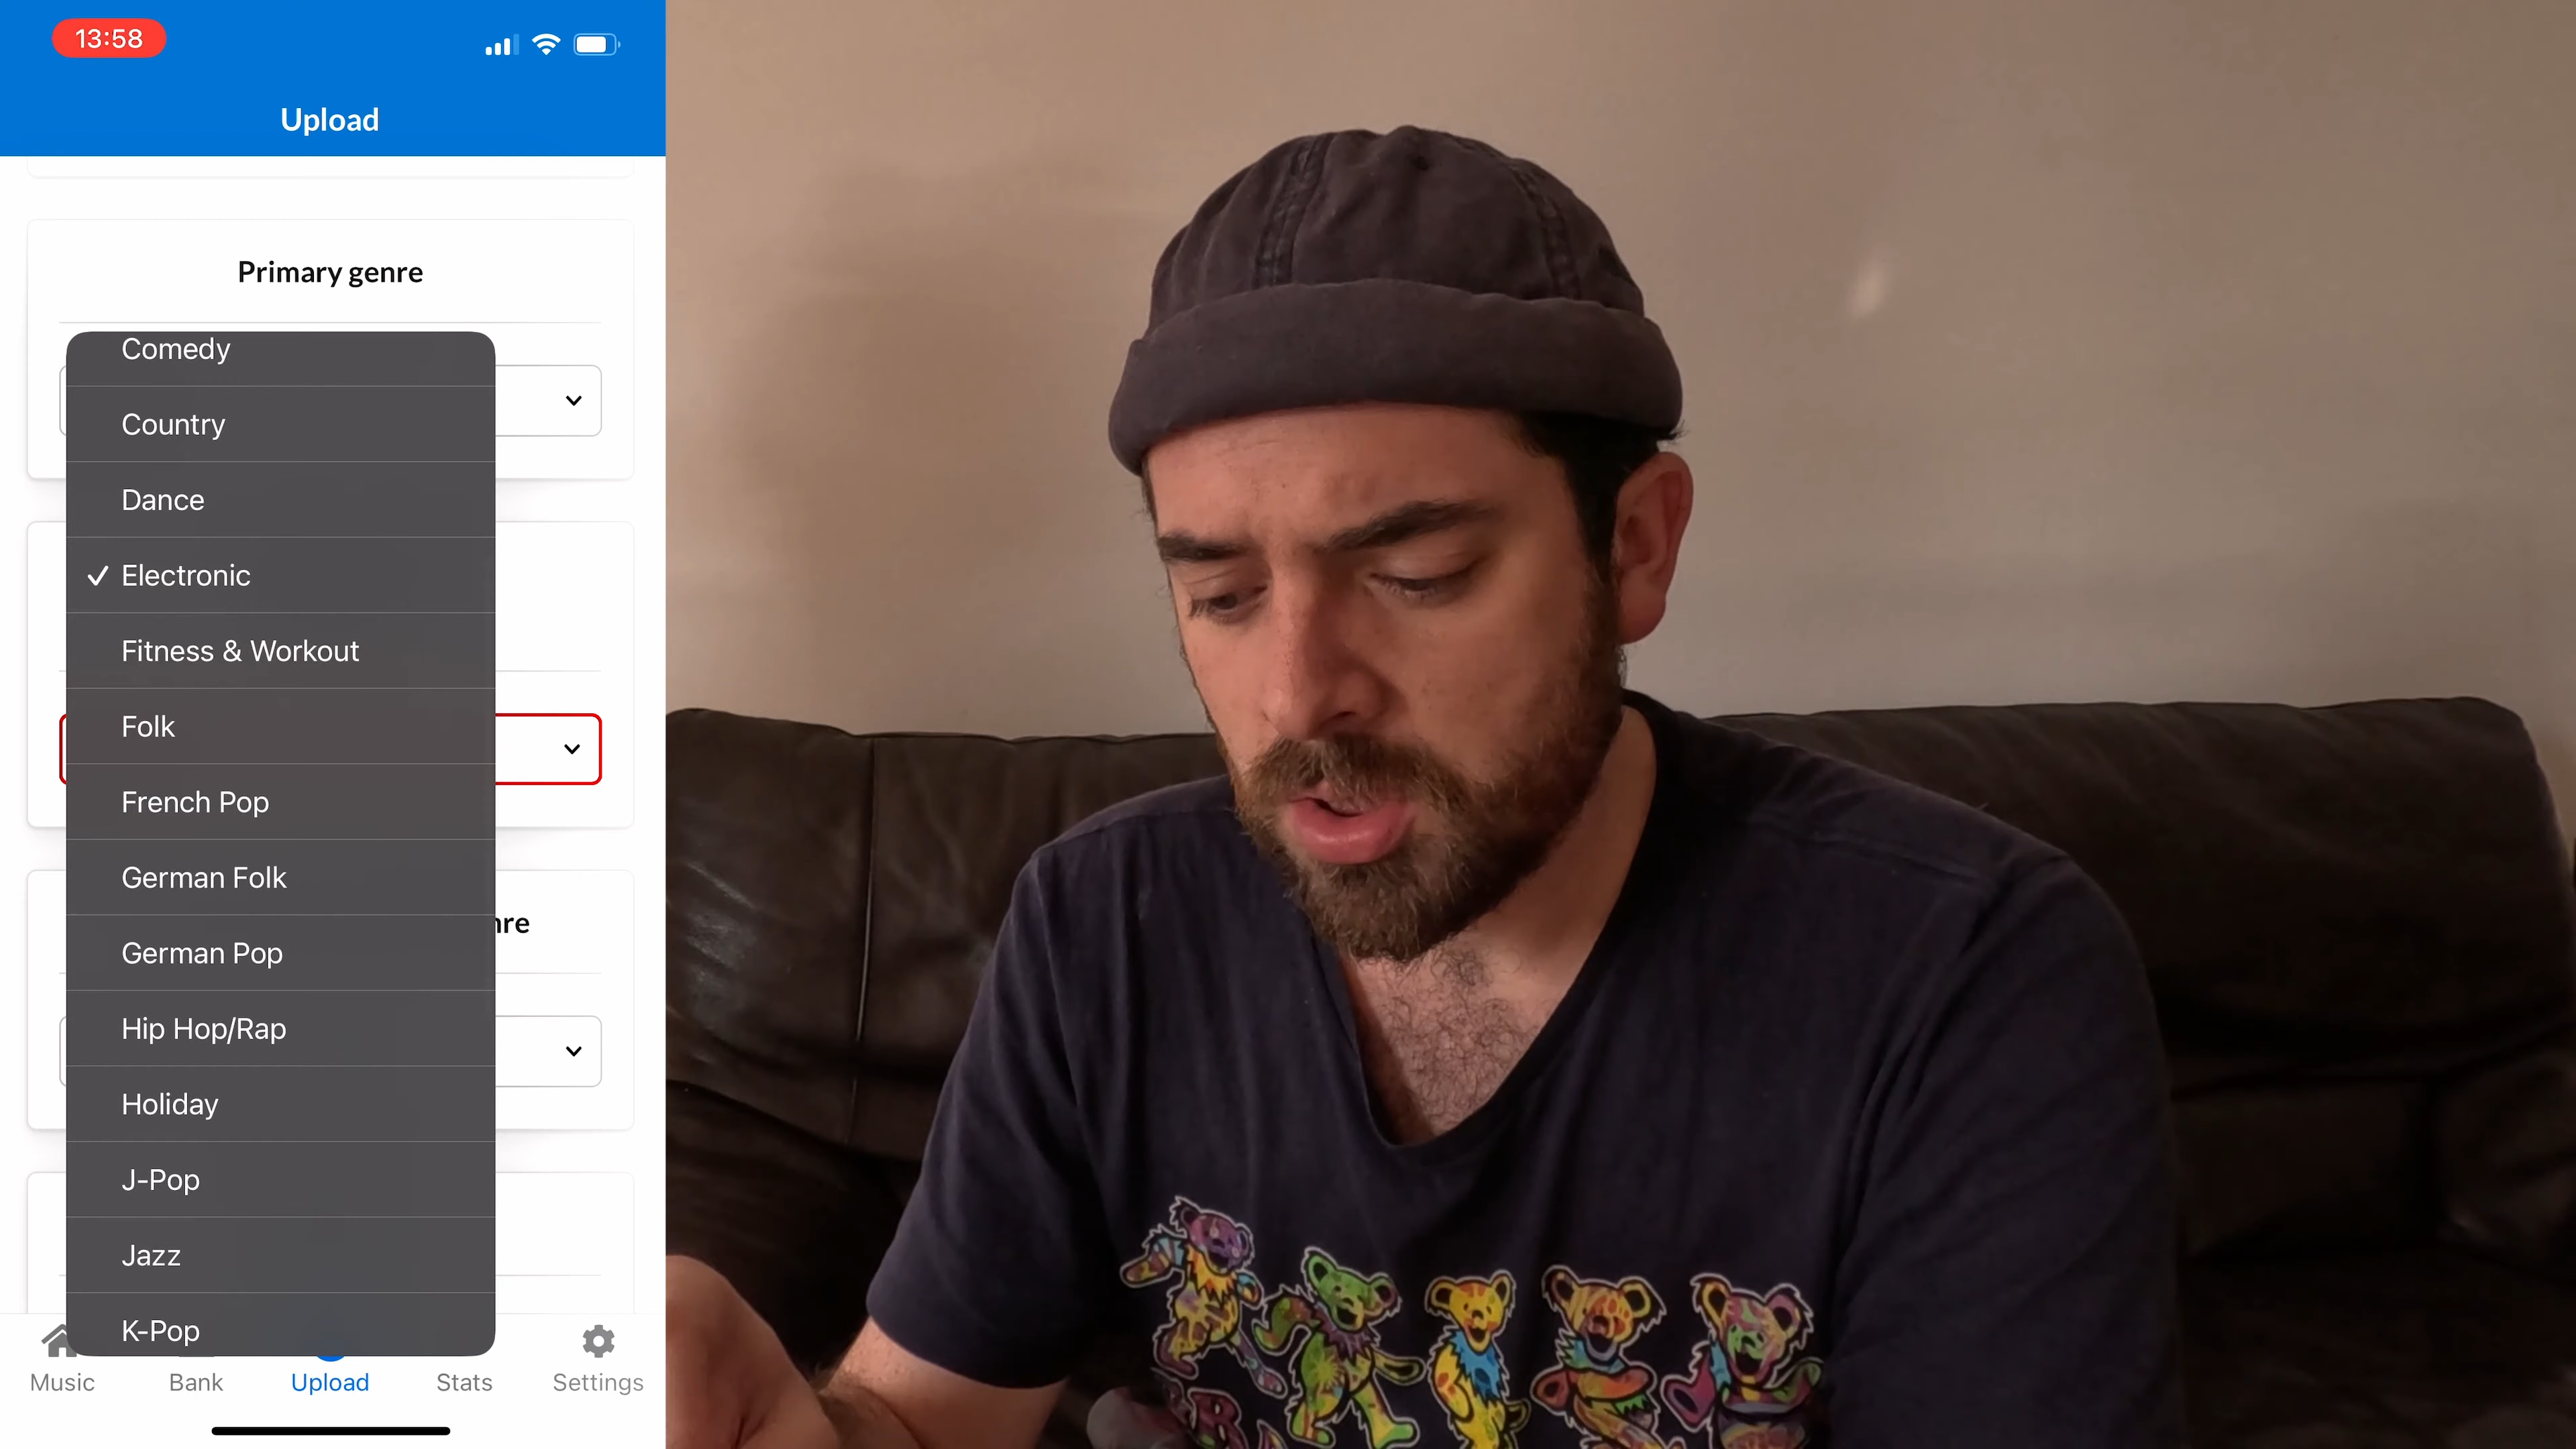 13:58
Upload
Primary genre
Comedy
Country
Dance
Electronic
Fitness & Workout
Folk
French Pop
German Folk
nre
German Pop
Hip Hop/Rap
Holiday
J-Pop
Jazz
K-Pop
Music
Bank
Upload
Stats
Settings